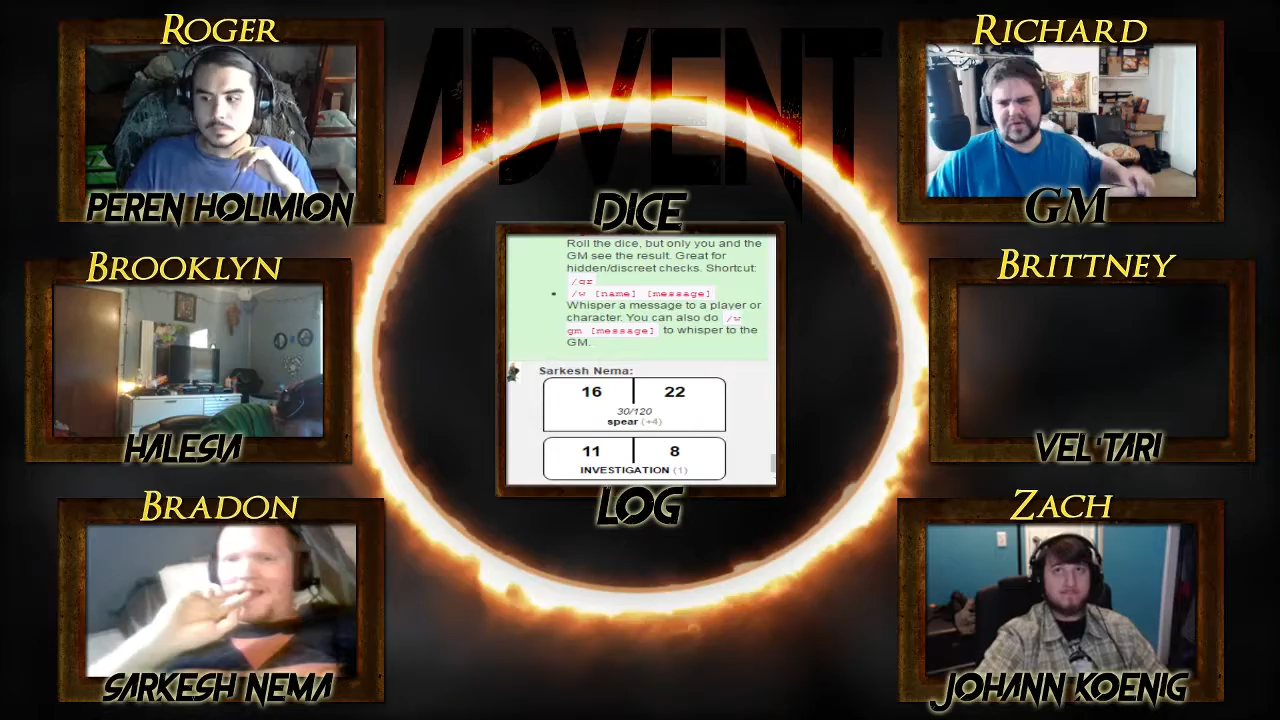 ADVENT
ROGER
PEREN HOLIMION
RICHARD
GM
BROOKLYN
HALESIA
BRITTNEY
VEL'TARI
BRADON
SARKESH NEMA
ZACH
JOHANN KOENIG
DICE
Roll the dice, but only you and the
GM see the result. Great for
hidden/discreet checks. Shortcut:
/gr
• /w [name] [message]
Whisper a message to a player or
character. You can also do /w
gm [message] to whisper to the
GM.
Sarkesh Nema:
16 22
30/120
spear (+4)
11 8
INVESTIGATION (1)
LOG